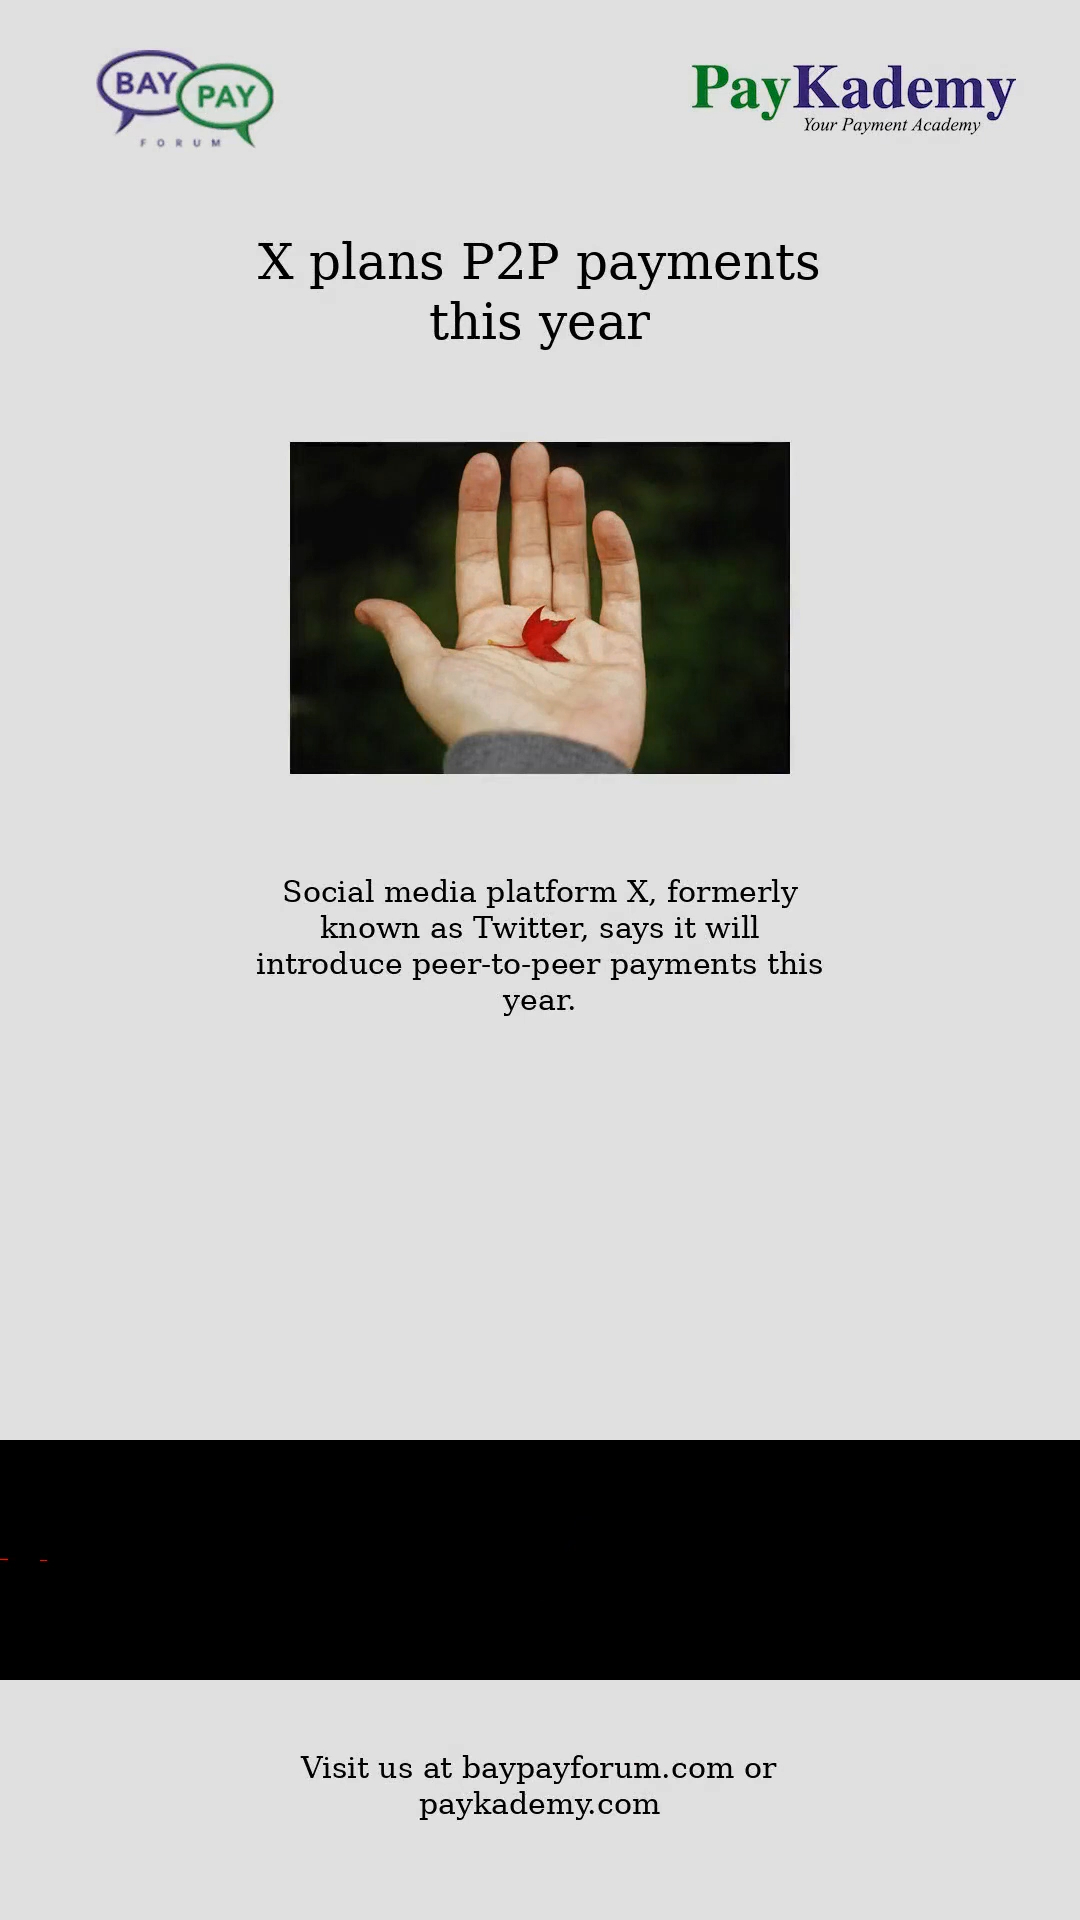 BAY
PAY
FORUM
PayKademy
Your Payment Academy
X plans P2P payments
this year
Social media platform X, formerly
known as Twitter, says it will
introduce peer-to-peer payments this
year.
Visit us at baypayforum.com or
paykademy.com